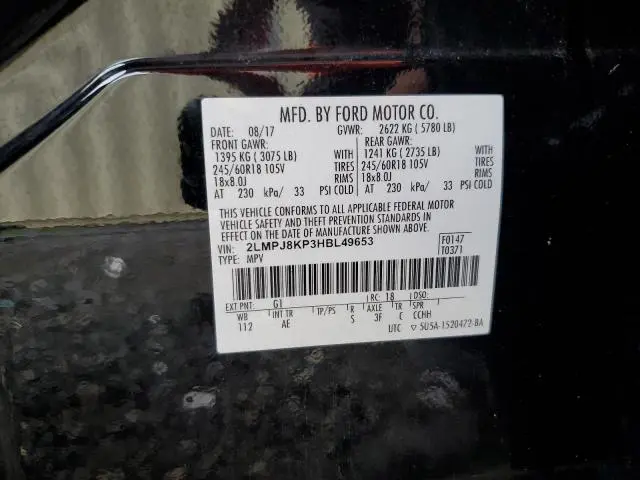 MFD. BY FORD MOTOR CO.
DATE: 08/17 GVWR: 2622 KG ( 5780 LB)
FRONT GAWR: REAR GAWR:
1395 KG ( 3075 LB) WITH 1241 KG ( 2735 LB) WITH
245/60R18 105V TIRES 245/60R18 105V TIRES
18x8.0J RIMS 18x8.0J RIMS
AT 230 kPa/ 33 PSI COLD AT 230 kPa/ 33 PSI COLD
THIS VEHICLE CONFORMS TO ALL APPLICABLE FEDERAL MOTOR
VEHICLE SAFETY AND THEFT PREVENTION STANDARDS IN
EFFECT ON THE DATE OF MANUFACTURE SHOWN ABOVE.
VIN: 2LMPJ8KP3HBL49653 F0147
TYPE: MPV T0371
EXT PNT: G1 RC: 18 DSO:
WB INT TR TP/PS R AXLE TR SPR
112 AE S 3F C CCHH
UTC ▽ 5U5A-1520472-BA